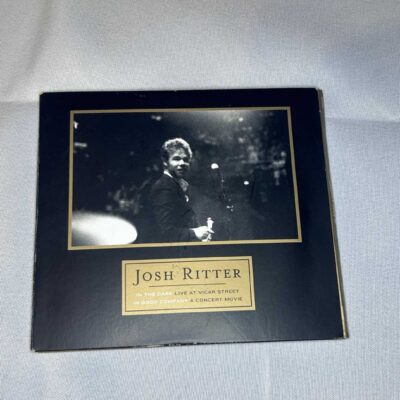 JOSH RITTER
IN THE DARK LIVE AT VICAR STREET
IN GOOD COMPANY A CONCERT MOVIE